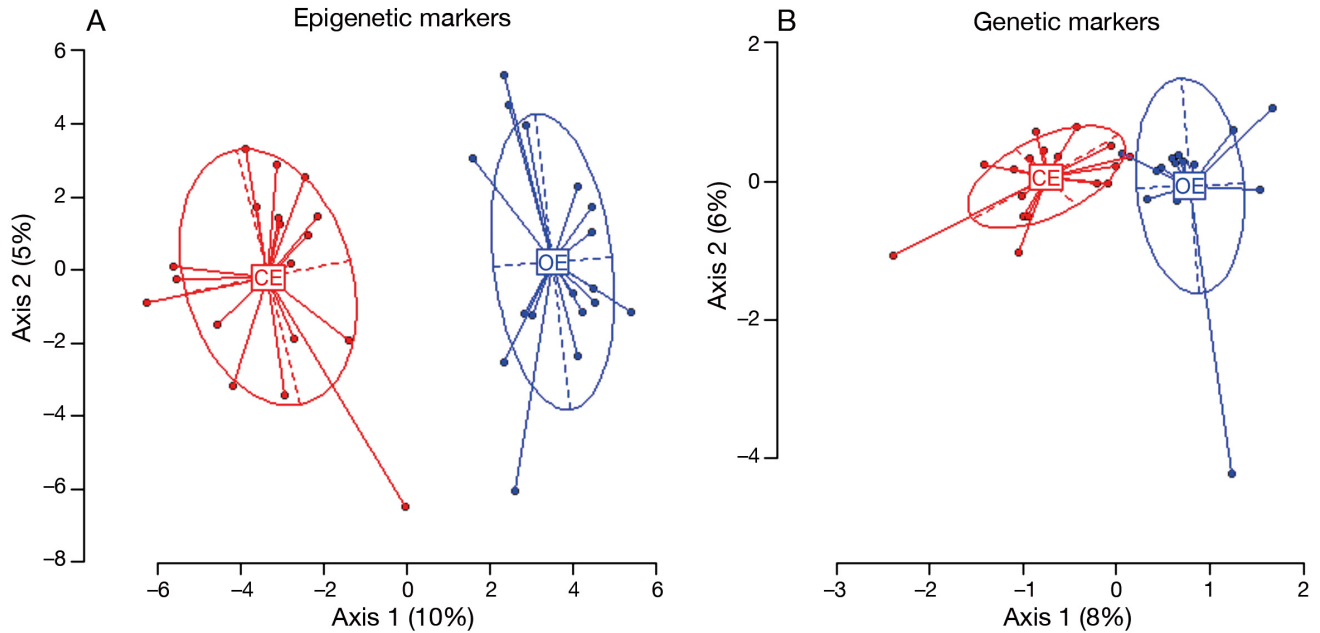 A
Epigenetic markers
6
4
2
0
−2
−4
−6
−8
Axis 2 (5%)
CE
OE
−6
−4
−2
0
2
4
6
Axis 1 (10%)
B
Genetic markers
2
0
−2
−4
Axis 2 (6%)
CE
OE
−3
−2
−1
0
1
2
Axis 1 (8%)